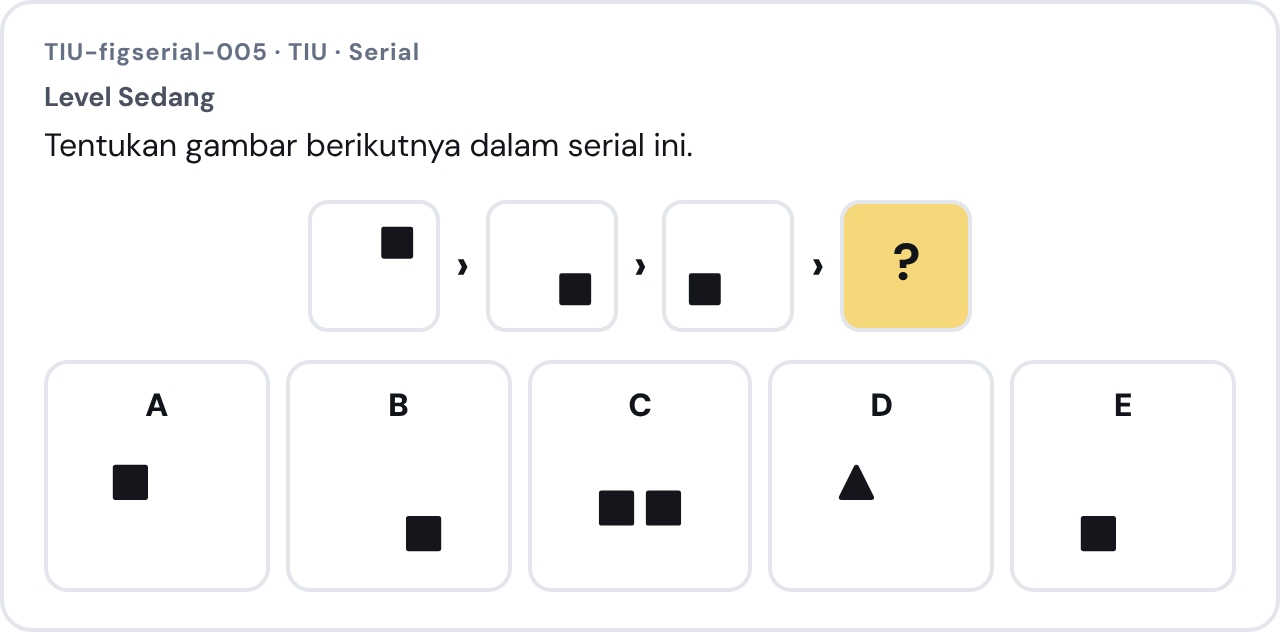 TIU-figserial-005 · TIU · Serial
Level Sedang
Tentukan gambar berikutnya dalam serial ini.
› › › ?
A B C D E